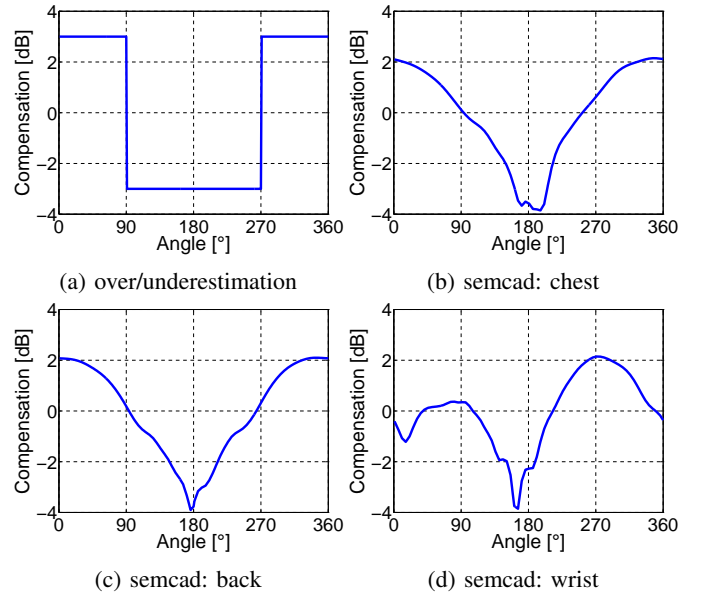 4
2
0
−2
−4
Compensation [dB]
0 90 180 270 360
Angle [°]
(a) over/underestimation
4
2
0
−2
−4
Compensation [dB]
0 90 180 270 360
Angle [°]
(b) semcad: chest
4
2
0
−2
−4
Compensation [dB]
0 90 180 270 360
Angle [°]
(c) semcad: back
4
2
0
−2
−4
Compensation [dB]
0 90 180 270 360
Angle [°]
(d) semcad: wrist